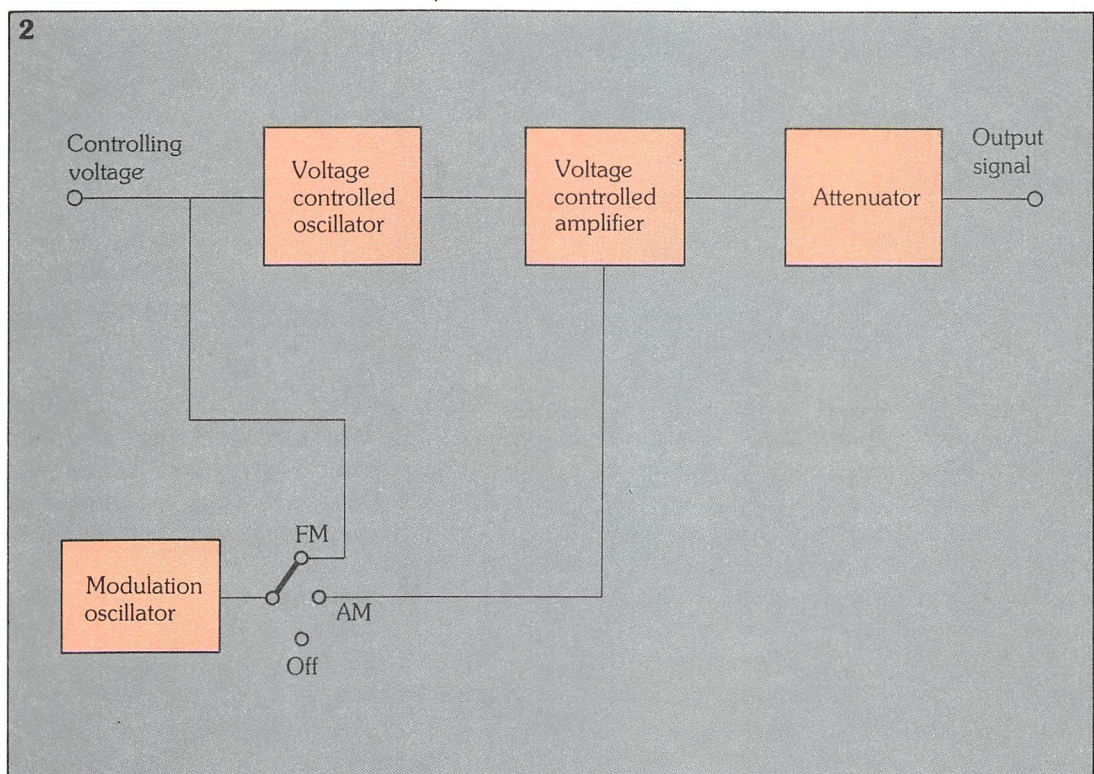 2
Controlling
voltage
Voltage
controlled
oscillator
Voltage
controlled
amplifier
Attenuator
Output
signal
FM
Modulation
oscillator
AM
Off